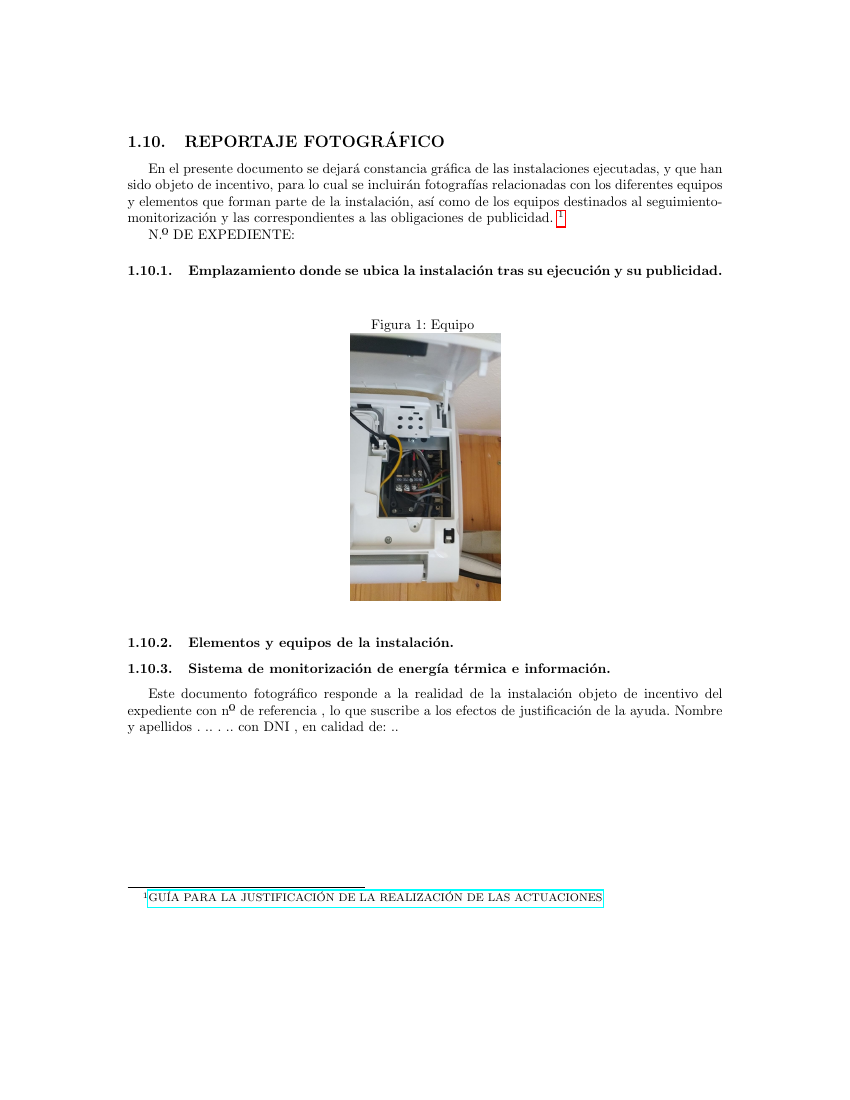 1.10. REPORTAJE FOTOGRÁFICO
En el presente documento se dejará constancia gráfica de las instalaciones ejecutadas, y que han
sido objeto de incentivo, para lo cual se incluirán fotografías relacionadas con los diferentes equipos
y elementos que forman parte de la instalación, así como de los equipos destinados al seguimiento-
monitorización y las correspondientes a las obligaciones de publicidad. 1
N.º DE EXPEDIENTE:
1.10.1. Emplazamiento donde se ubica la instalación tras su ejecución y su publicidad.
Figura 1: Equipo
1.10.2. Elementos y equipos de la instalación.
1.10.3. Sistema de monitorización de energía térmica e información.
Este documento fotográfico responde a la realidad de la instalación objeto de incentivo del
expediente con nº de referencia , lo que suscribe a los efectos de justificación de la ayuda. Nombre
y apellidos . .. . .. con DNI , en calidad de: ..
1GUÍA PARA LA JUSTIFICACIÓN DE LA REALIZACIÓN DE LAS ACTUACIONES